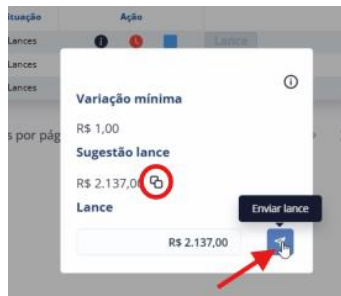 ituação Ação
Lances Lance
Lances
Lances
s por pág
Variação mínima
R$ 1,00
Sugestão lance
R$ 2.137,0
Lance
Enviar lance
R$ 2.137,00